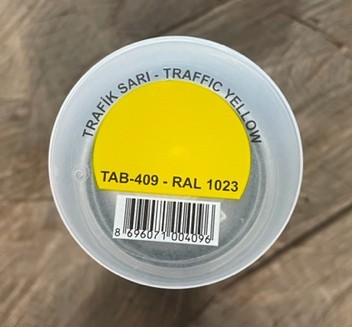 TRAFİK SARI - TRAFFIC YELLOW
TAB-409 - RAL 1023
8 696071 004096